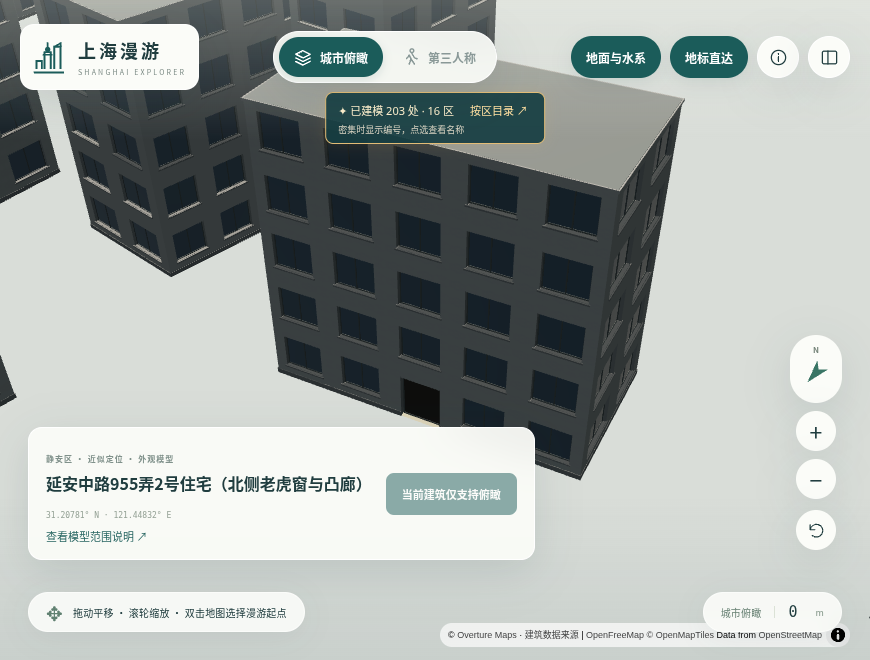 上海漫游
SHANGHAI EXPLORER
城市俯瞰
第三人称
地面与水系
地标直达
✦ 已建模 203 处 · 16 区 按区目录 ↗
密集时显示编号，点选查看名称
N
静安区 · 近似定位 · 外观模型
延安中路955弄2号住宅（北侧老虎窗与凸廊）
当前建筑仅支持俯瞰
31.20781° N · 121.44832° E
查看模型范围说明 ↗
拖动平移 · 滚轮缩放 · 双击地图选择漫游起点
城市俯瞰 0 m
© Overture Maps · 建筑数据来源 | OpenFreeMap © OpenMapTiles Data from OpenStreetMap